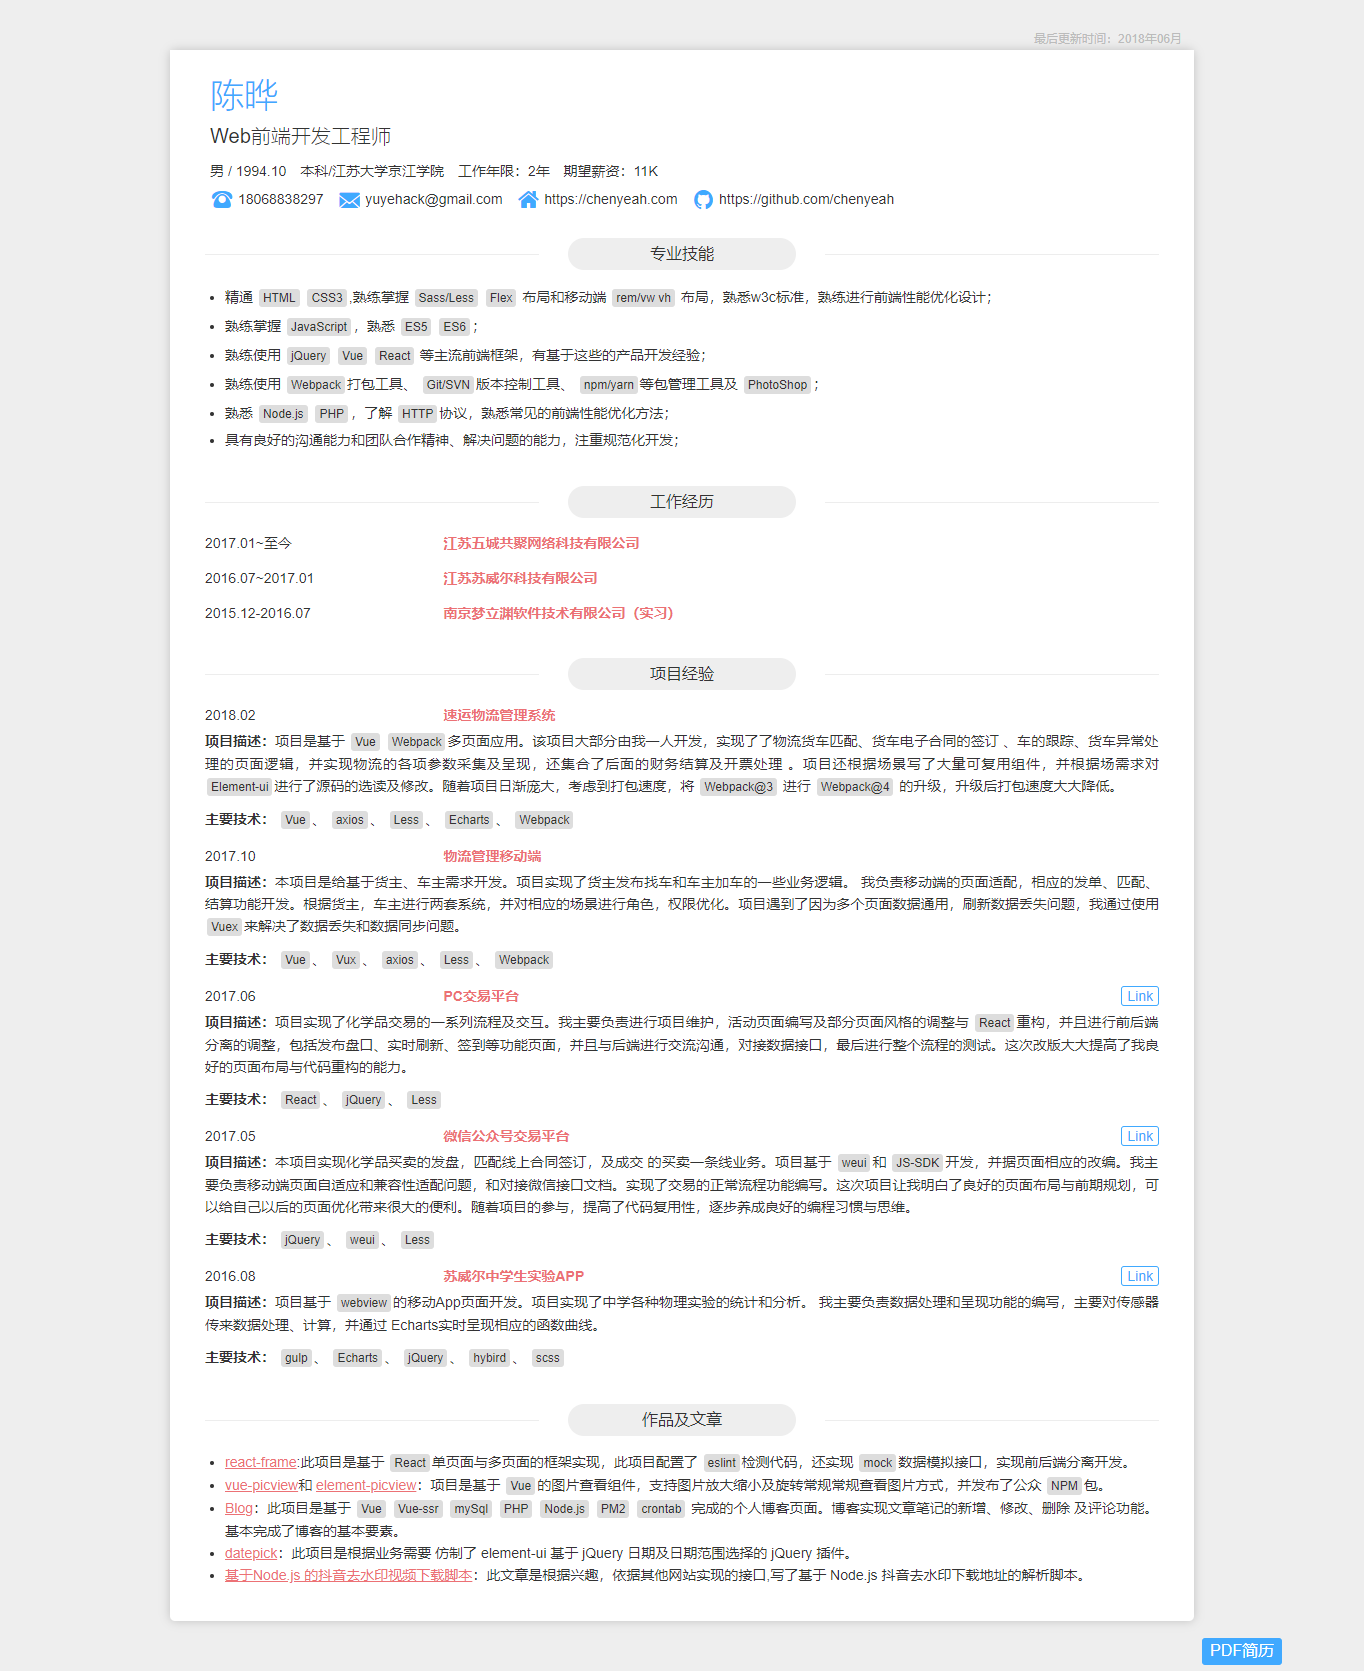 最后更新时间：2018年06月
陈晔
Web前端开发工程师
男 / 1994.10 本科/江苏大学京江学院 工作年限：2年 期望薪资：11K
18068838297 yuyehack@gmail.com https://chenyeah.com https://github.com/chenyeah
专业技能
精通 HTML CSS3 ,熟练掌握 Sass/Less Flex 布局和移动端 rem/vw vh 布局，熟悉w3c标准，熟练进行前端性能优化设计；
熟练掌握 JavaScript ，熟悉 ES5 ES6 ；
熟练使用 jQuery Vue React 等主流前端框架，有基于这些的产品开发经验；
熟练使用 Webpack 打包工具、 Git/SVN 版本控制工具、 npm/yarn 等包管理工具及 PhotoShop ；
熟悉 Node.js PHP ，了解 HTTP 协议，熟悉常见的前端性能优化方法；
具有良好的沟通能力和团队合作精神、解决问题的能力，注重规范化开发；
工作经历
2017.01~至今 江苏五城共聚网络科技有限公司
2016.07~2017.01 江苏苏威尔科技有限公司
2015.12-2016.07 南京梦立渊软件技术有限公司（实习）
项目经验
2018.02 速运物流管理系统
项目描述：项目是基于 Vue Webpack 多页面应用。该项目大部分由我一人开发，实现了了物流货车匹配、货车电子合同的签订 、车的跟踪、货车异常处
理的页面逻辑，并实现物流的各项参数采集及呈现，还集合了后面的财务结算及开票处理 。项目还根据场景写了大量可复用组件，并根据场需求对
Element-ui 进行了源码的选读及修改。随着项目日渐庞大，考虑到打包速度，将 Webpack@3 进行 Webpack@4 的升级，升级后打包速度大大降低。
主要技术： Vue 、 axios 、 Less 、 Echarts 、 Webpack
2017.10 物流管理移动端
项目描述：本项目是给基于货主、车主需求开发。项目实现了货主发布找车和车主加车的一些业务逻辑。 我负责移动端的页面适配，相应的发单、匹配、
结算功能开发。根据货主，车主进行两套系统，并对相应的场景进行角色，权限优化。项目遇到了因为多个页面数据通用，刷新数据丢失问题，我通过使用
Vuex 来解决了数据丢失和数据同步问题。
主要技术： Vue 、 Vux 、 axios 、 Less 、 Webpack
2017.06 PC交易平台 Link
项目描述：项目实现了化学品交易的一系列流程及交互。我主要负责进行项目维护，活动页面编写及部分页面风格的调整与 React 重构，并且进行前后端
分离的调整，包括发布盘口、实时刷新、签到等功能页面，并且与后端进行交流沟通，对接数据接口，最后进行整个流程的测试。这次改版大大提高了我良
好的页面布局与代码重构的能力。
主要技术： React 、 jQuery 、 Less
2017.05 微信公众号交易平台 Link
项目描述：本项目实现化学品买卖的发盘，匹配线上合同签订，及成交 的买卖一条线业务。项目基于 weui 和 JS-SDK 开发，并据页面相应的改编。我主
要负责移动端页面自适应和兼容性适配问题，和对接微信接口文档。实现了交易的正常流程功能编写。这次项目让我明白了良好的页面布局与前期规划，可
以给自己以后的页面优化带来很大的便利。随着项目的参与，提高了代码复用性，逐步养成良好的编程习惯与思维。
主要技术： jQuery 、 weui 、 Less
2016.08 苏威尔中学生实验APP Link
项目描述：项目基于 webview 的移动App页面开发。项目实现了中学各种物理实验的统计和分析。 我主要负责数据处理和呈现功能的编写，主要对传感器
传来数据处理、计算，并通过 Echarts实时呈现相应的函数曲线。
主要技术： gulp 、 Echarts 、 jQuery 、 hybird 、 scss
作品及文章
react-frame:此项目是基于 React 单页面与多页面的框架实现，此项目配置了 eslint 检测代码，还实现 mock 数据模拟接口，实现前后端分离开发。
vue-picview和 element-picview：项目是基于 Vue 的图片查看组件，支持图片放大缩小及旋转常规常规查看图片方式，并发布了公众 NPM 包。
Blog：此项目是基于 Vue Vue-ssr mySql PHP Node.js PM2 crontab 完成的个人博客页面。博客实现文章笔记的新增、修改、删除 及评论功能。
基本完成了博客的基本要素。
datepick：此项目是根据业务需要 仿制了 element-ui 基于 jQuery 日期及日期范围选择的 jQuery 插件。
基于Node.js 的抖音去水印视频下载脚本：此文章是根据兴趣，依据其他网站实现的接口,写了基于 Node.js 抖音去水印下载地址的解析脚本。
PDF简历